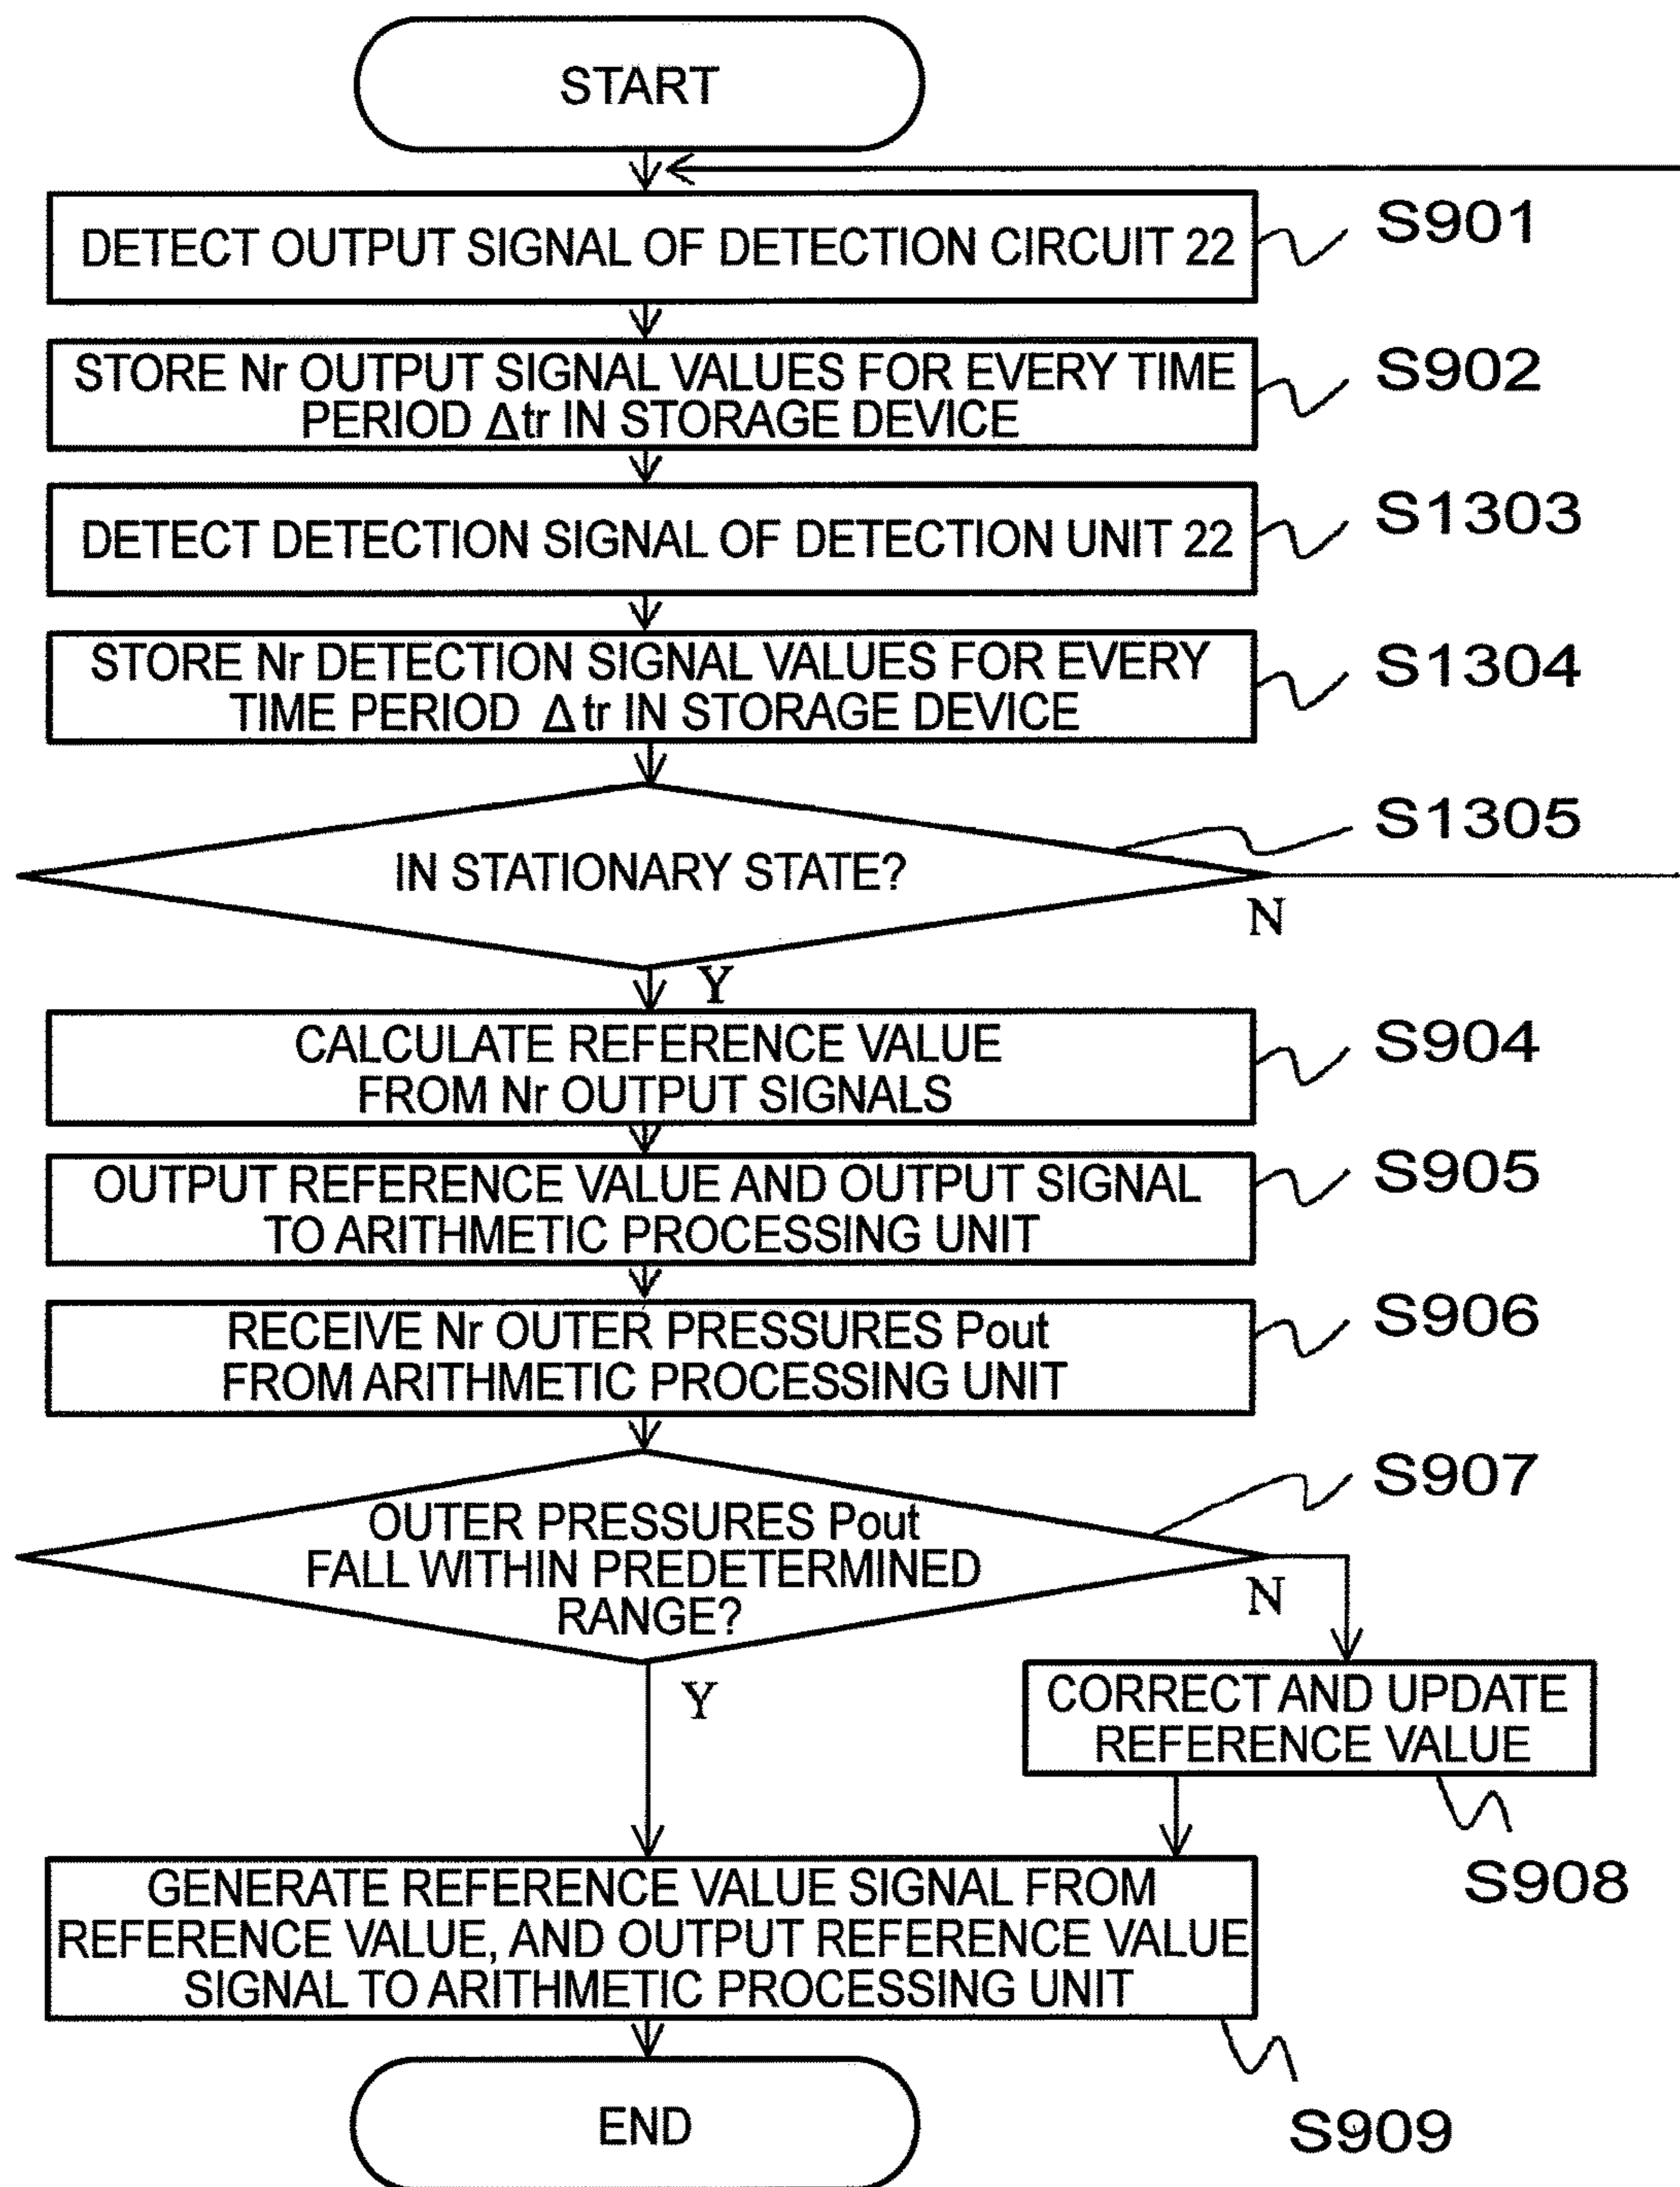 START
DETECT OUTPUT SIGNAL OF DETECTION CIRCUIT 22
S901
STORE Nr OUTPUT SIGNAL VALUES FOR EVERY TIME
PERIOD Δtr IN STORAGE DEVICE
S902
DETECT DETECTION SIGNAL OF DETECTION UNIT 22
S1303
STORE Nr DETECTION SIGNAL VALUES FOR EVERY
TIME PERIOD Δtr IN STORAGE DEVICE
S1304
IN STATIONARY STATE?
S1305
N
Y
CALCULATE REFERENCE VALUE
FROM Nr OUTPUT SIGNALS
S904
OUTPUT REFERENCE VALUE AND OUTPUT SIGNAL
TO ARITHMETIC PROCESSING UNIT
S905
RECEIVE Nr OUTER PRESSURES Pout
FROM ARITHMETIC PROCESSING UNIT
S906
OUTER PRESSURES Pout
FALL WITHIN PREDETERMINED
RANGE?
S907
N
Y
CORRECT AND UPDATE
REFERENCE VALUE
S908
GENERATE REFERENCE VALUE SIGNAL FROM
REFERENCE VALUE, AND OUTPUT REFERENCE VALUE
SIGNAL TO ARITHMETIC PROCESSING UNIT
S909
END